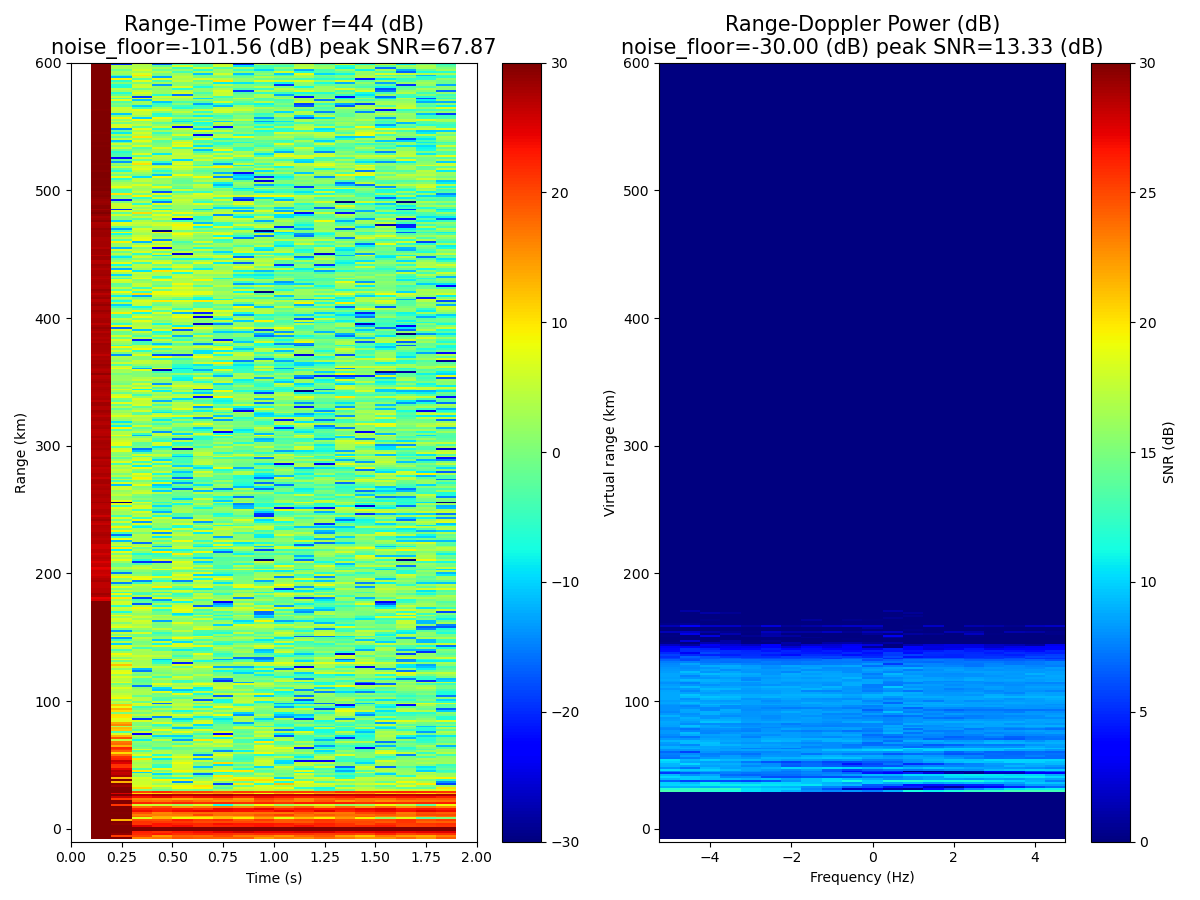 Range-Time Power f=44 (dB)
noise_floor=-101.56 (dB) peak SNR=67.87
600
500
400
300
200
100
0
Range (km)
0.00 0.25 0.50 0.75 1.00 1.25 1.50 1.75 2.00
Time (s)
30
20
10
0
−10
−20
−30
Range-Doppler Power (dB)
noise_floor=-30.00 (dB) peak SNR=13.33 (dB)
600
500
400
300
200
100
0
Virtual range (km)
−4 −2 0 2 4
Frequency (Hz)
30
25
20
15
10
5
0
SNR (dB)